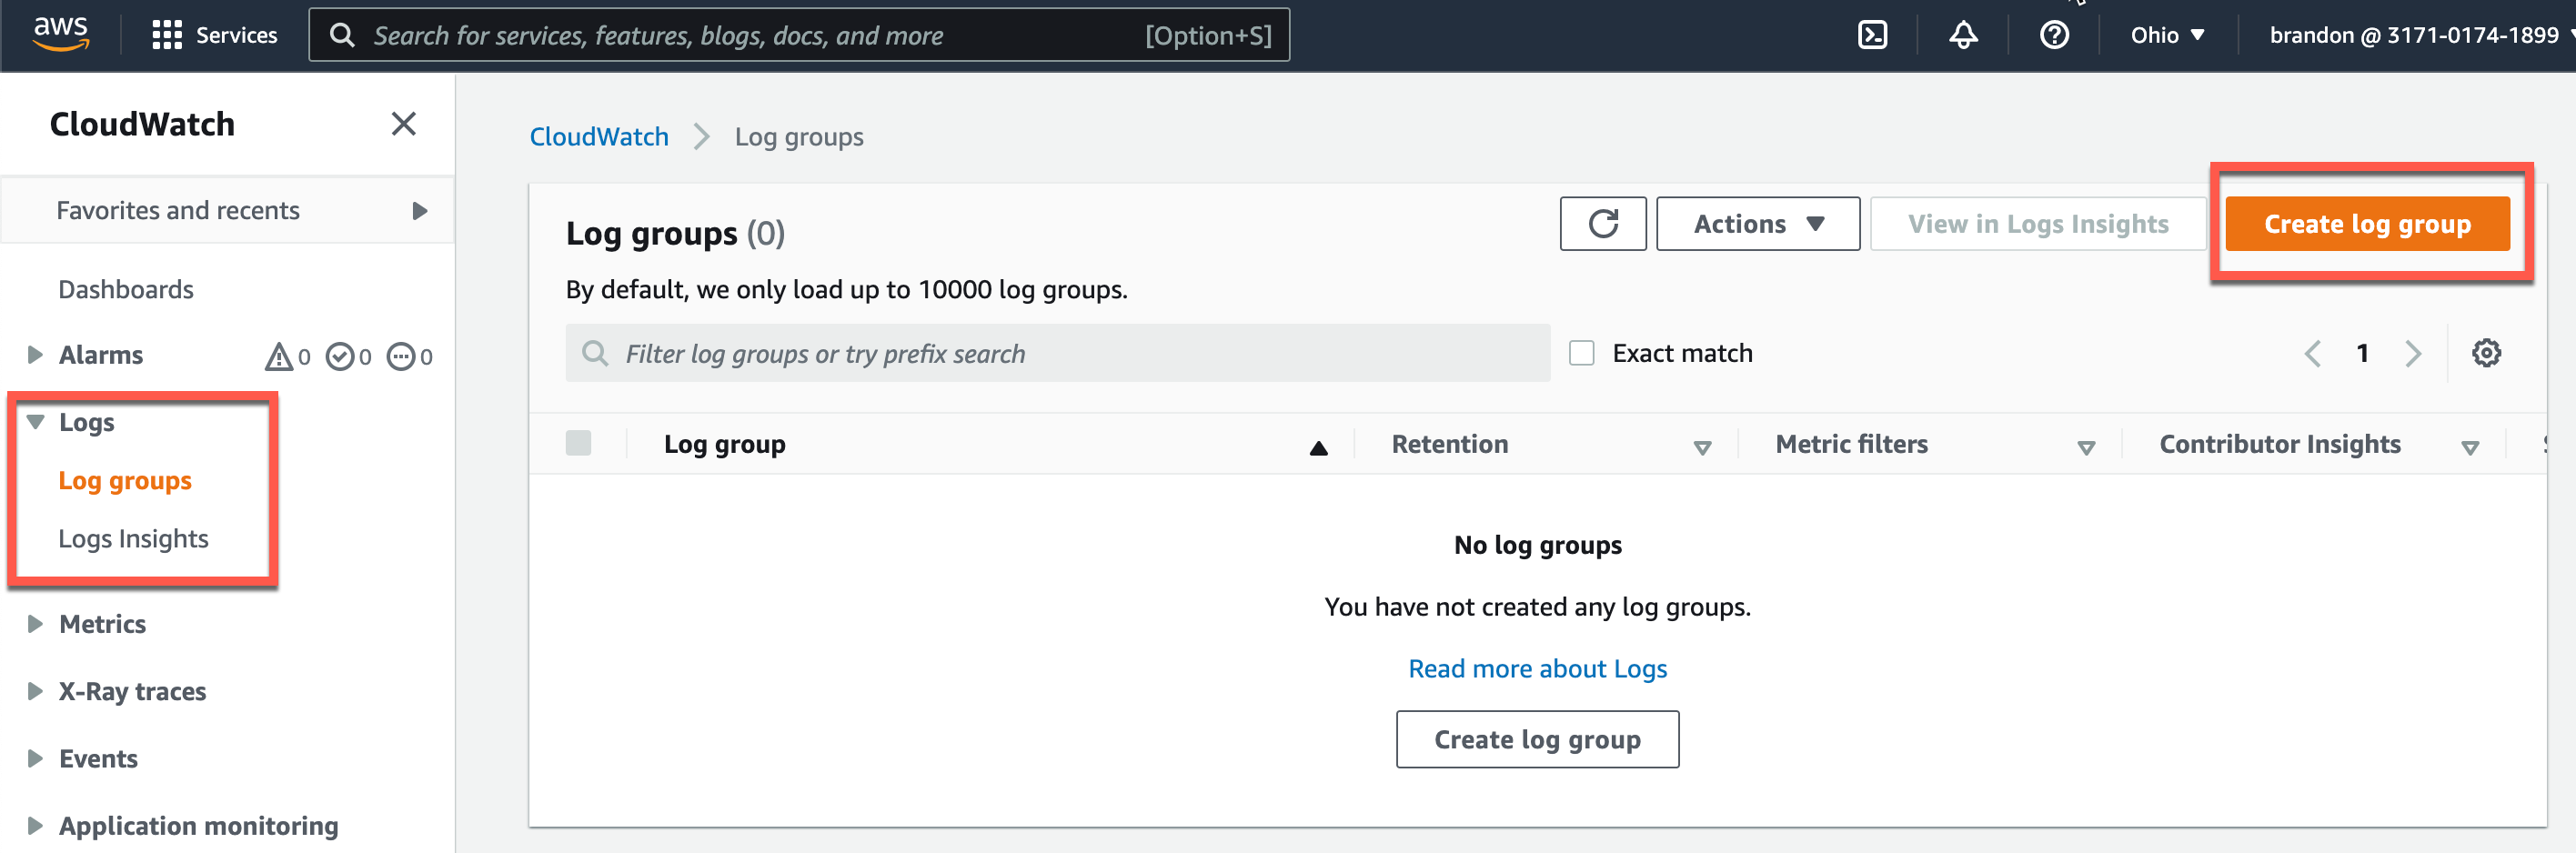 aws
Services
Search for services, features, blogs, docs, and more [Option+S]
Ohio
brandon @ 3171-0174-1899
CloudWatch
Favorites and recents
Dashboards
Alarms 0 0 0
Logs
Log groups
Logs Insights
Metrics
X-Ray traces
Events
Application monitoring
CloudWatch Log groups
Log groups (0)
Actions
View in Logs Insights
Create log group
By default, we only load up to 10000 log groups.
Filter log groups or try prefix search
Exact match
1
Log group Retention Metric filters Contributor Insights
No log groups
You have not created any log groups.
Read more about Logs
Create log group